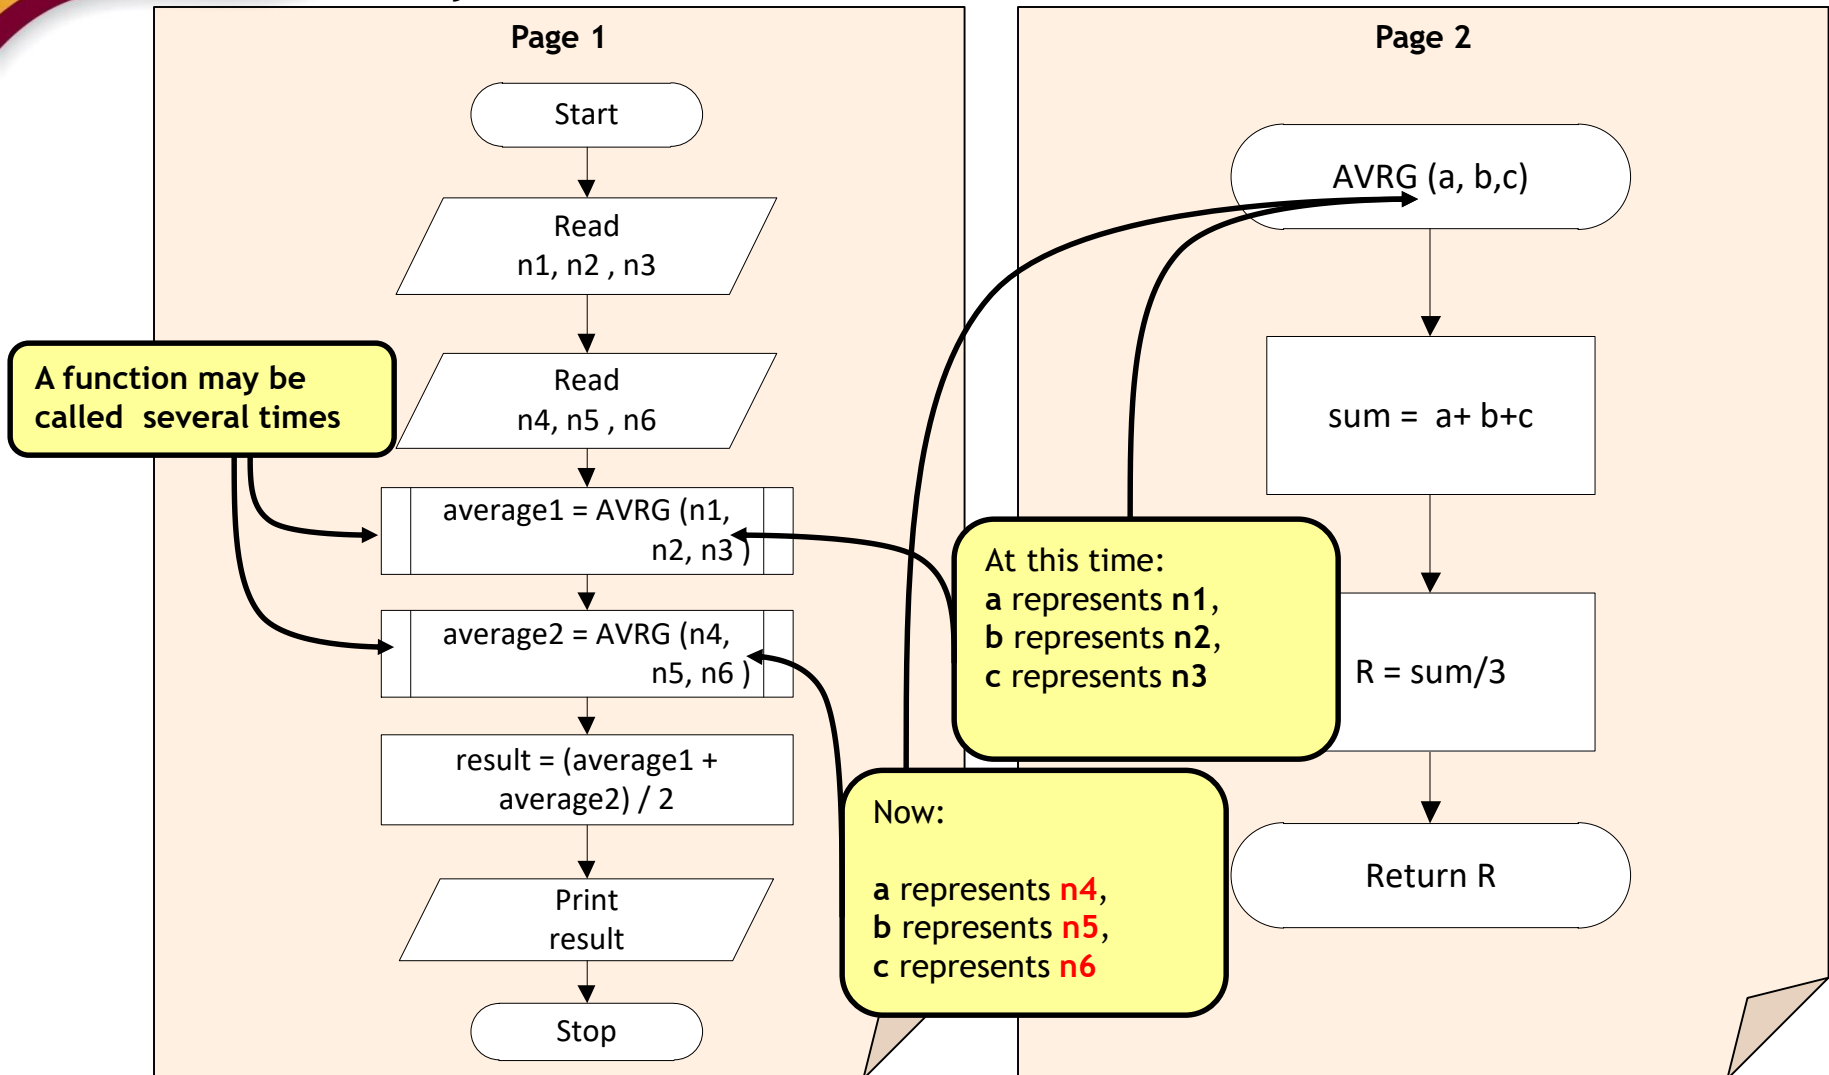 Page 1
Start
Read
n1, n2 , n3
Read
n4, n5 , n6
A function may be
called  several times
average1 = AVRG (n1,
n2, n3 )
average2 = AVRG (n4,
n5, n6 )
result = (average1 +
average2) / 2
Print
result
Stop
Page 2
AVRG (a, b,c)
sum =  a+ b+c
R = sum/3
Return R
At this time:
a represents n1,
b represents n2,
c represents n3
Now:
a represents n4,
b represents n5,
c represents n6